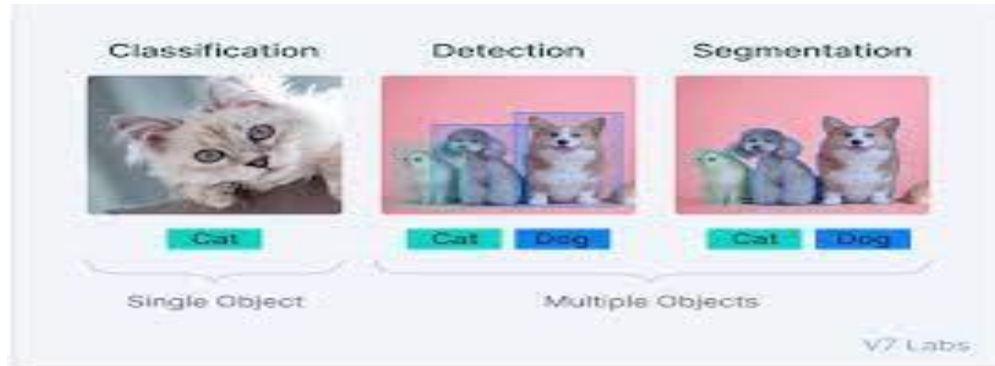 Classification Detection Segmentation
Cat Cat Dog Cat Dog
Single Object Multiple Objects
V7 Labs